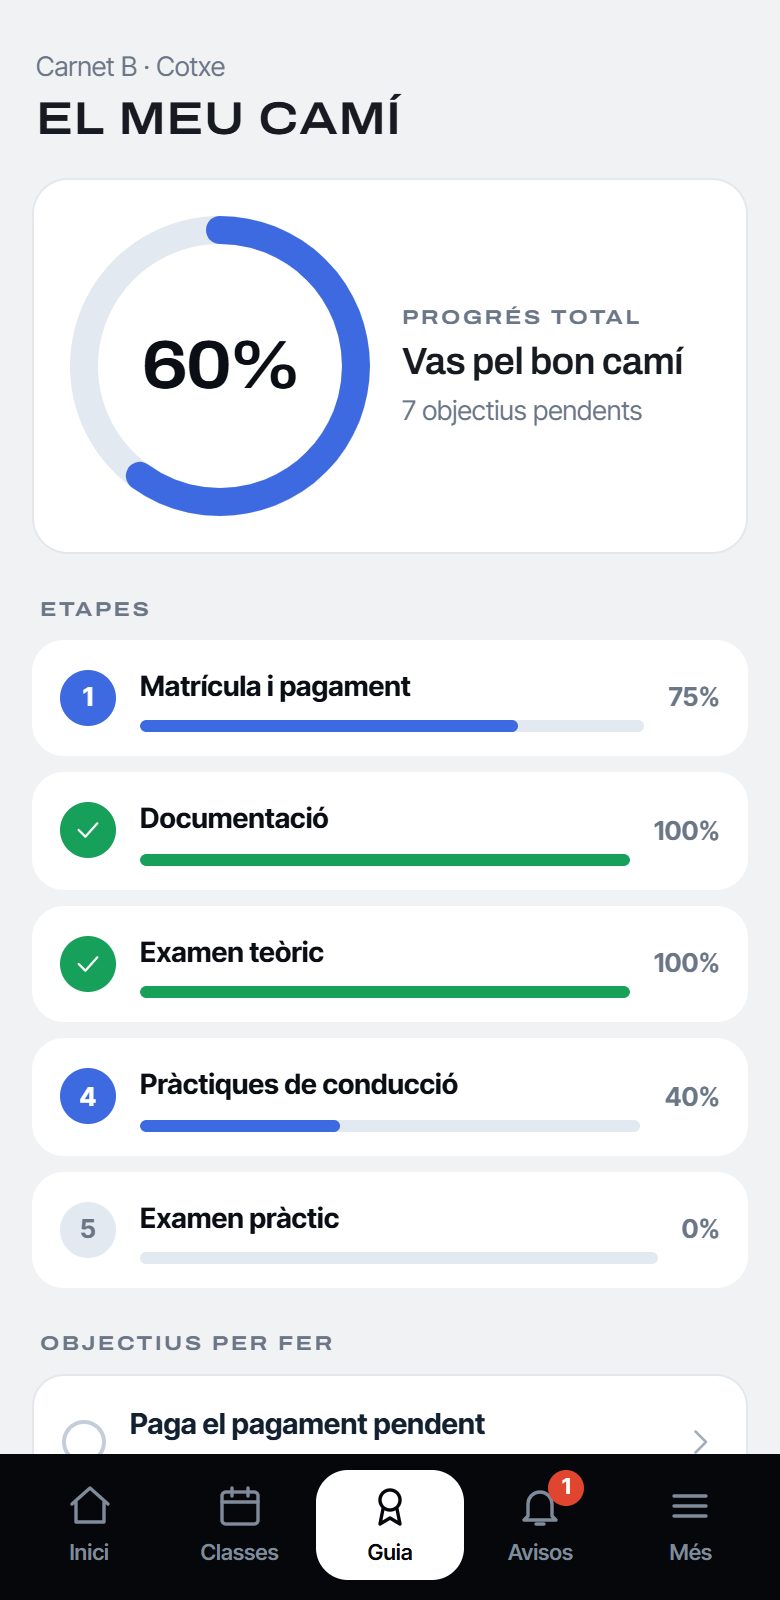 Carnet B · Cotxe
EL MEU CAMÍ
60%
PROGRÉS TOTAL
Vas pel bon camí
7 objectius pendents
ETAPES
1
Matrícula i pagament
75%
Documentació
100%
Examen teòric
100%
4
Pràctiques de conducció
40%
5
Examen pràctic
0%
OBJECTIUS PER FER
Paga el pagament pendent
1
Inici
Classes
Guia
Avisos
Més